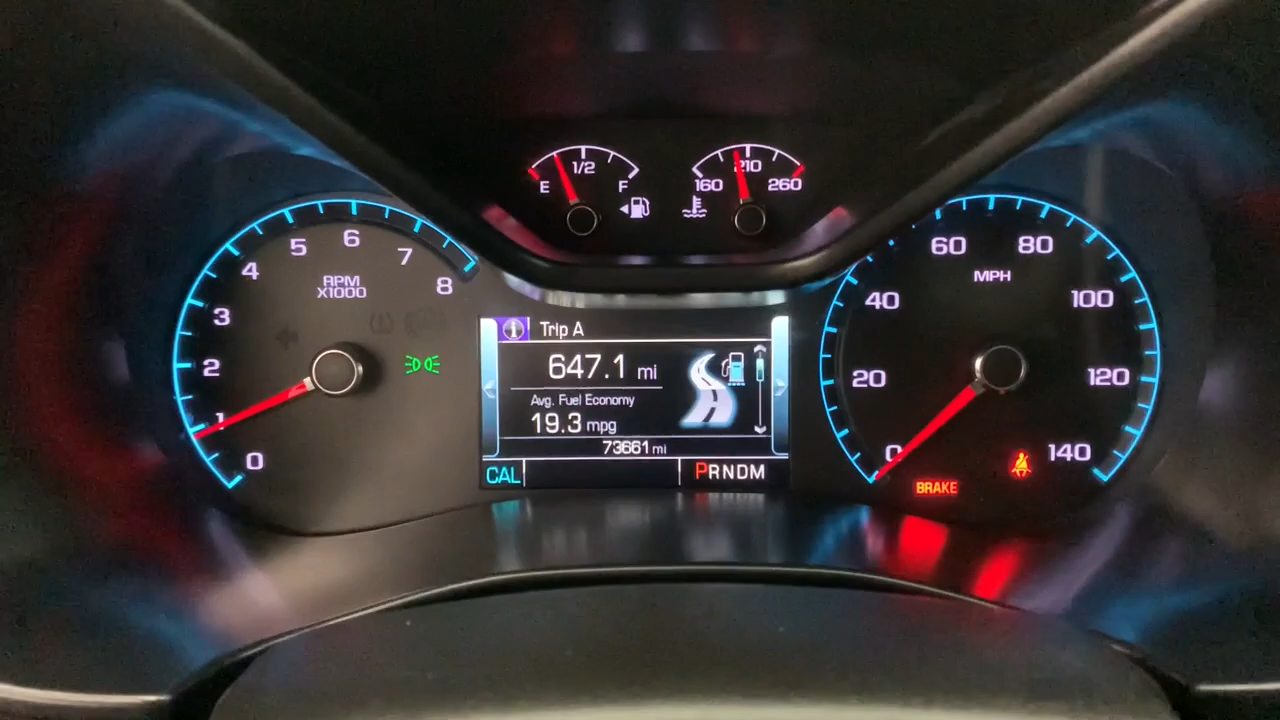 1/2
E F
160 210 260
0 1 2 3 4 5 6 7 8
RPM
X1000
0 20 40 60 80 100 120 140
MPH
i Trip A
647.1 mi
Avg. Fuel Economy
19.3 mpg
73661 mi
CAL PRNDM
BRAKE